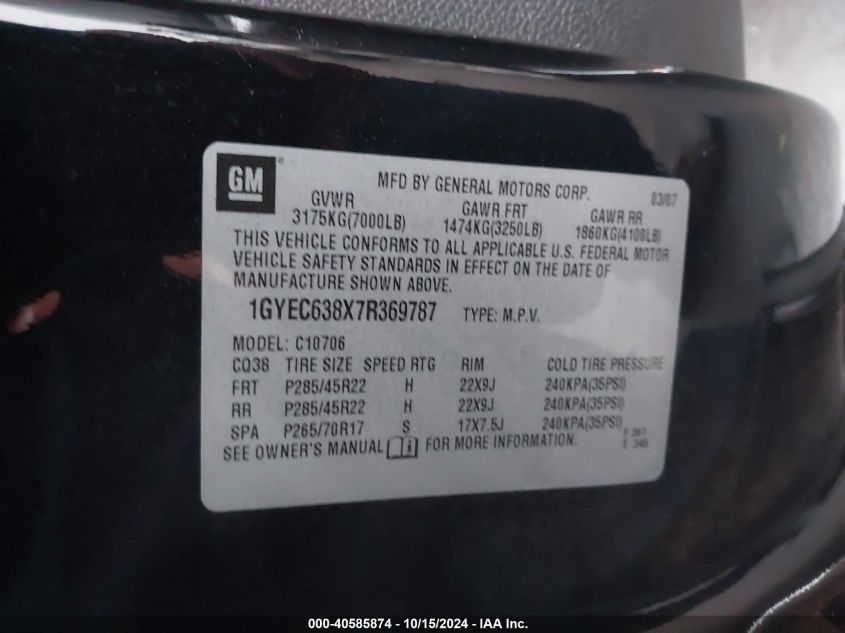 GM ®
MFD BY GENERAL MOTORS CORP. 03/07
GVWR GAWR FRT GAWR RR
3175KG(7000LB) 1474KG(3250LB) 1860KG(4100LB)
THIS VEHICLE CONFORMS TO ALL APPLICABLE U.S. FEDERAL MOTOR
VEHICLE SAFETY STANDARDS IN EFFECT ON THE DATE OF
MANUFACTURE SHOWN ABOVE.
1GYEC638X7R369787 TYPE: M.P.V.
MODEL: C10706
CQ38 TIRE SIZE SPEED RTG RIM COLD TIRE PRESSURE
FRT P285/45R22 H 22X9J 240KPA(35PSI)
RR P285/45R22 H 22X9J 240KPA(35PSI)
SPA P265/70R17 S 17X7.5J 240KPA(35PSI)
SEE OWNER'S MANUAL FOR MORE INFORMATION.
000-40585874 - 10/15/2024 - IAA Inc.